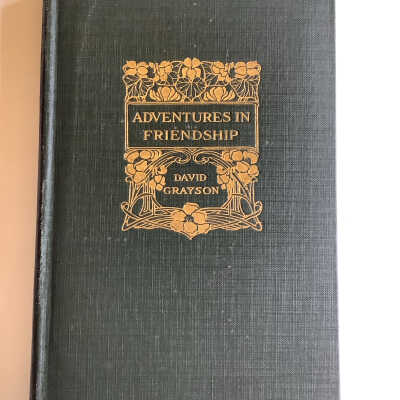 ADVENTURES IN
FRIENDSHIP
DAVID
GRAYSON